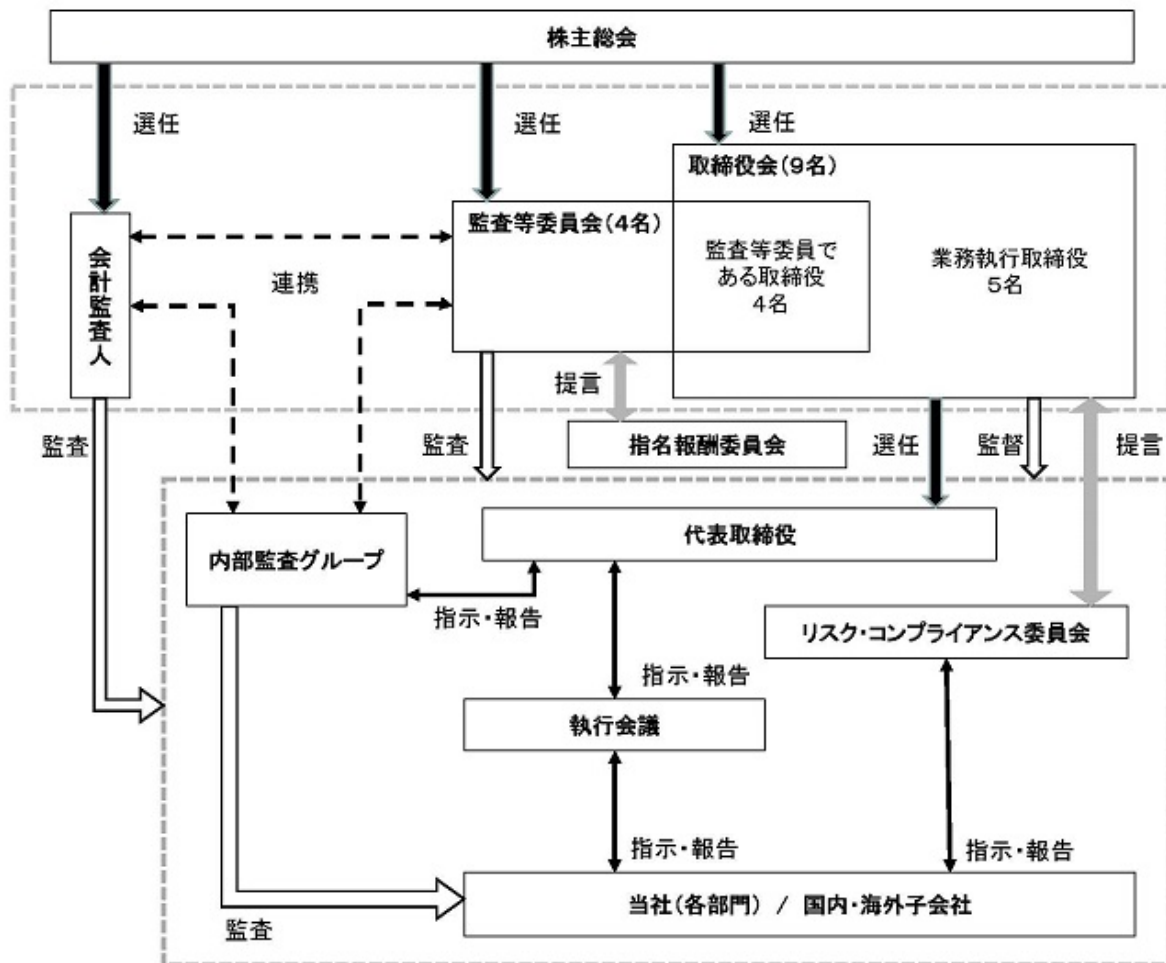 株主総会
選任
選任
選任
取締役会(9名)
監査等委員会(4名)
監査等委員で
ある取締役
4名
業務執行取締役
5名
会計監査人
連携
提言
監査
監査
指名報酬委員会
選任
監督
提言
代表取締役
内部監査グループ
指示・報告
リスク・コンプライアンス委員会
指示・報告
執行会議
指示・報告
指示・報告
当社(各部門) / 国内・海外子会社
監査